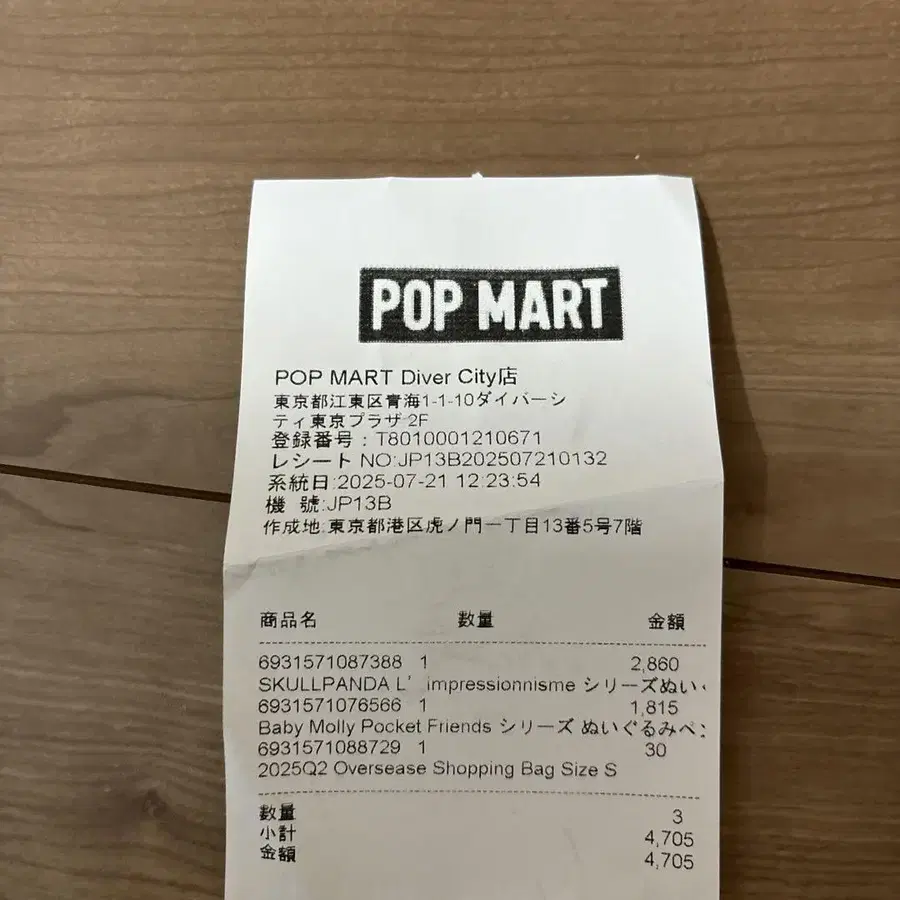 POP MART
POP MART Diver City店
東京都江東区青海1-1-10ダイバーシ
ティ東京プラザ 2F
登録番号：T8010001210671
レシート NO:JP13B202507210132
系統日:2025-07-21 12:23:54
機 號:JP13B
作成地:東京都港区虎ノ門一丁目13番5号7階
商品名 数量 金額
6931571087388 1 2,860
SKULLPANDA L' impressionnisme シリーズぬい
6931571076566 1 1,815
Baby Molly Pocket Friends シリーズ ぬいぐるみペ
6931571088729 1 30
2025Q2 Oversease Shopping Bag Size S
数量 3
小計 4,705
金額 4,705